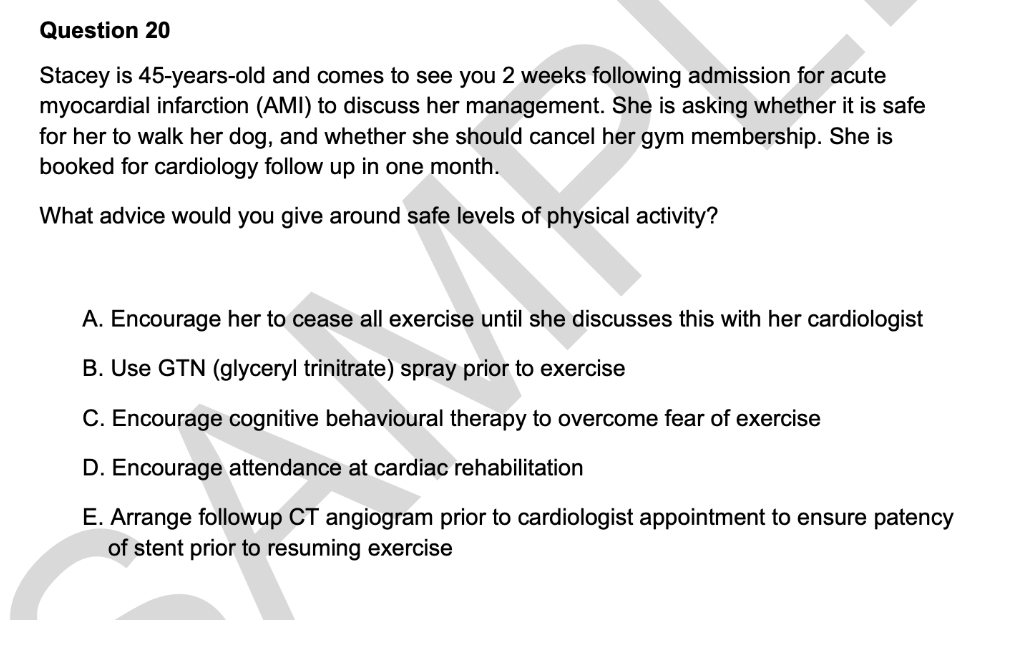 Question 20
Stacey is 45-years-old and comes to see you 2 weeks following admission for acute
myocardial infarction (AMI) to discuss her management. She is asking whether it is safe
for her to walk her dog, and whether she should cancel her gym membership. She is
booked for cardiology follow up in one month.
What advice would you give around safe levels of physical activity?
A. Encourage her to cease all exercise until she discusses this with her cardiologist
B. Use GTN (glyceryl trinitrate) spray prior to exercise
C. Encourage cognitive behavioural therapy to overcome fear of exercise
D. Encourage attendance at cardiac rehabilitation
E. Arrange followup CT angiogram prior to cardiologist appointment to ensure patency
of stent prior to resuming exercise
SAMPL